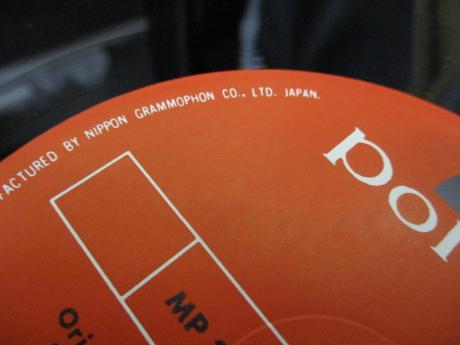 FACTURED BY NIPPON GRAMMOPHON CO., LTD. JAPAN.
pol
MP
Ori